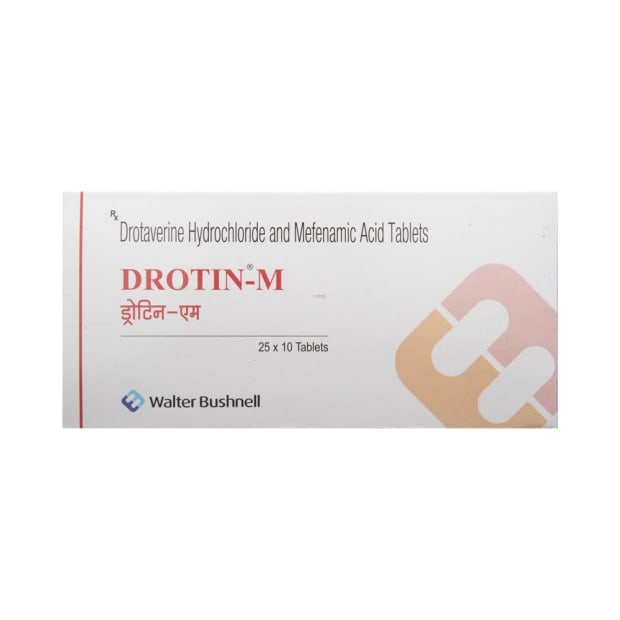 Rx Drotaverine Hydrochloride and Mefenamic Acid Tablets
DROTIN®-M
ड्रोटिन-एम
25 x 10 Tablets
Walter Bushnell